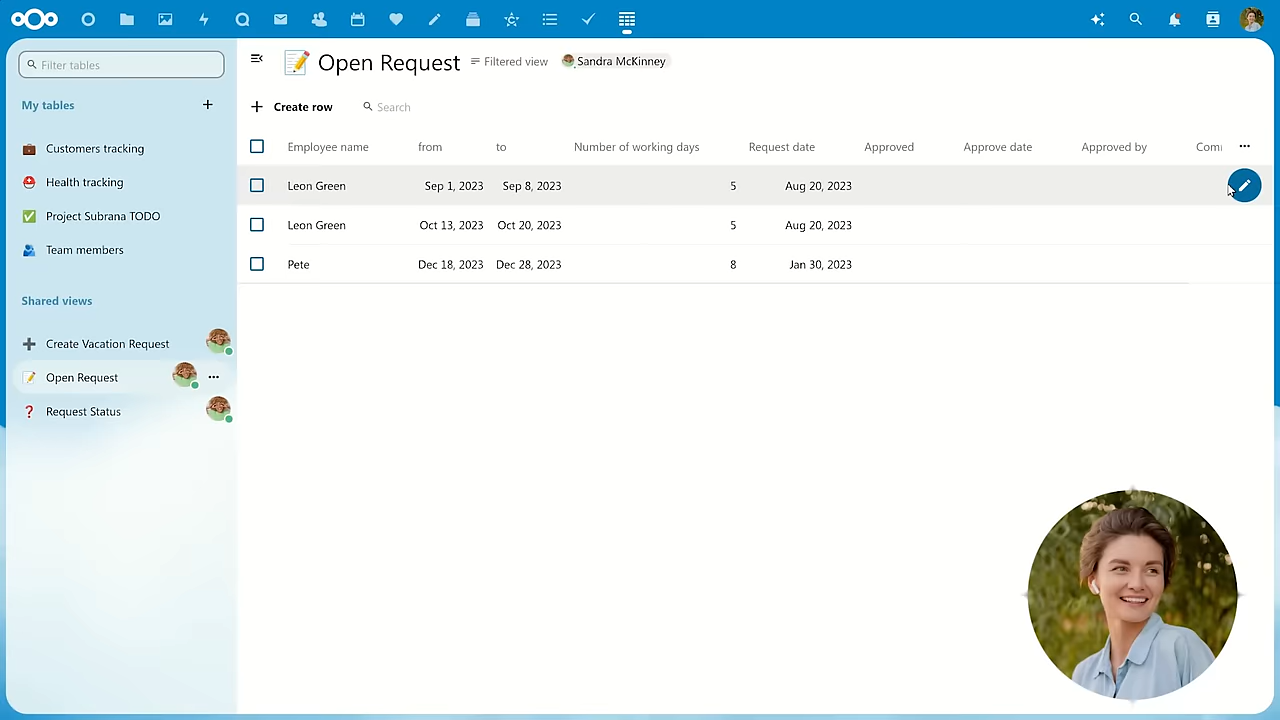 Filter tables
My tables
Customers tracking
Health tracking
Project Subrana TODO
Team members
Shared views
Create Vacation Request
Open Request
Request Status
Open Request Filtered view Sandra McKinney
Create row Search
Employee name from to Number of working days Request date Approved Approve date Approved by Com
Leon Green Sep 1, 2023 Sep 8, 2023 5 Aug 20, 2023
Leon Green Oct 13, 2023 Oct 20, 2023 5 Aug 20, 2023
Pete Dec 18, 2023 Dec 28, 2023 8 Jan 30, 2023